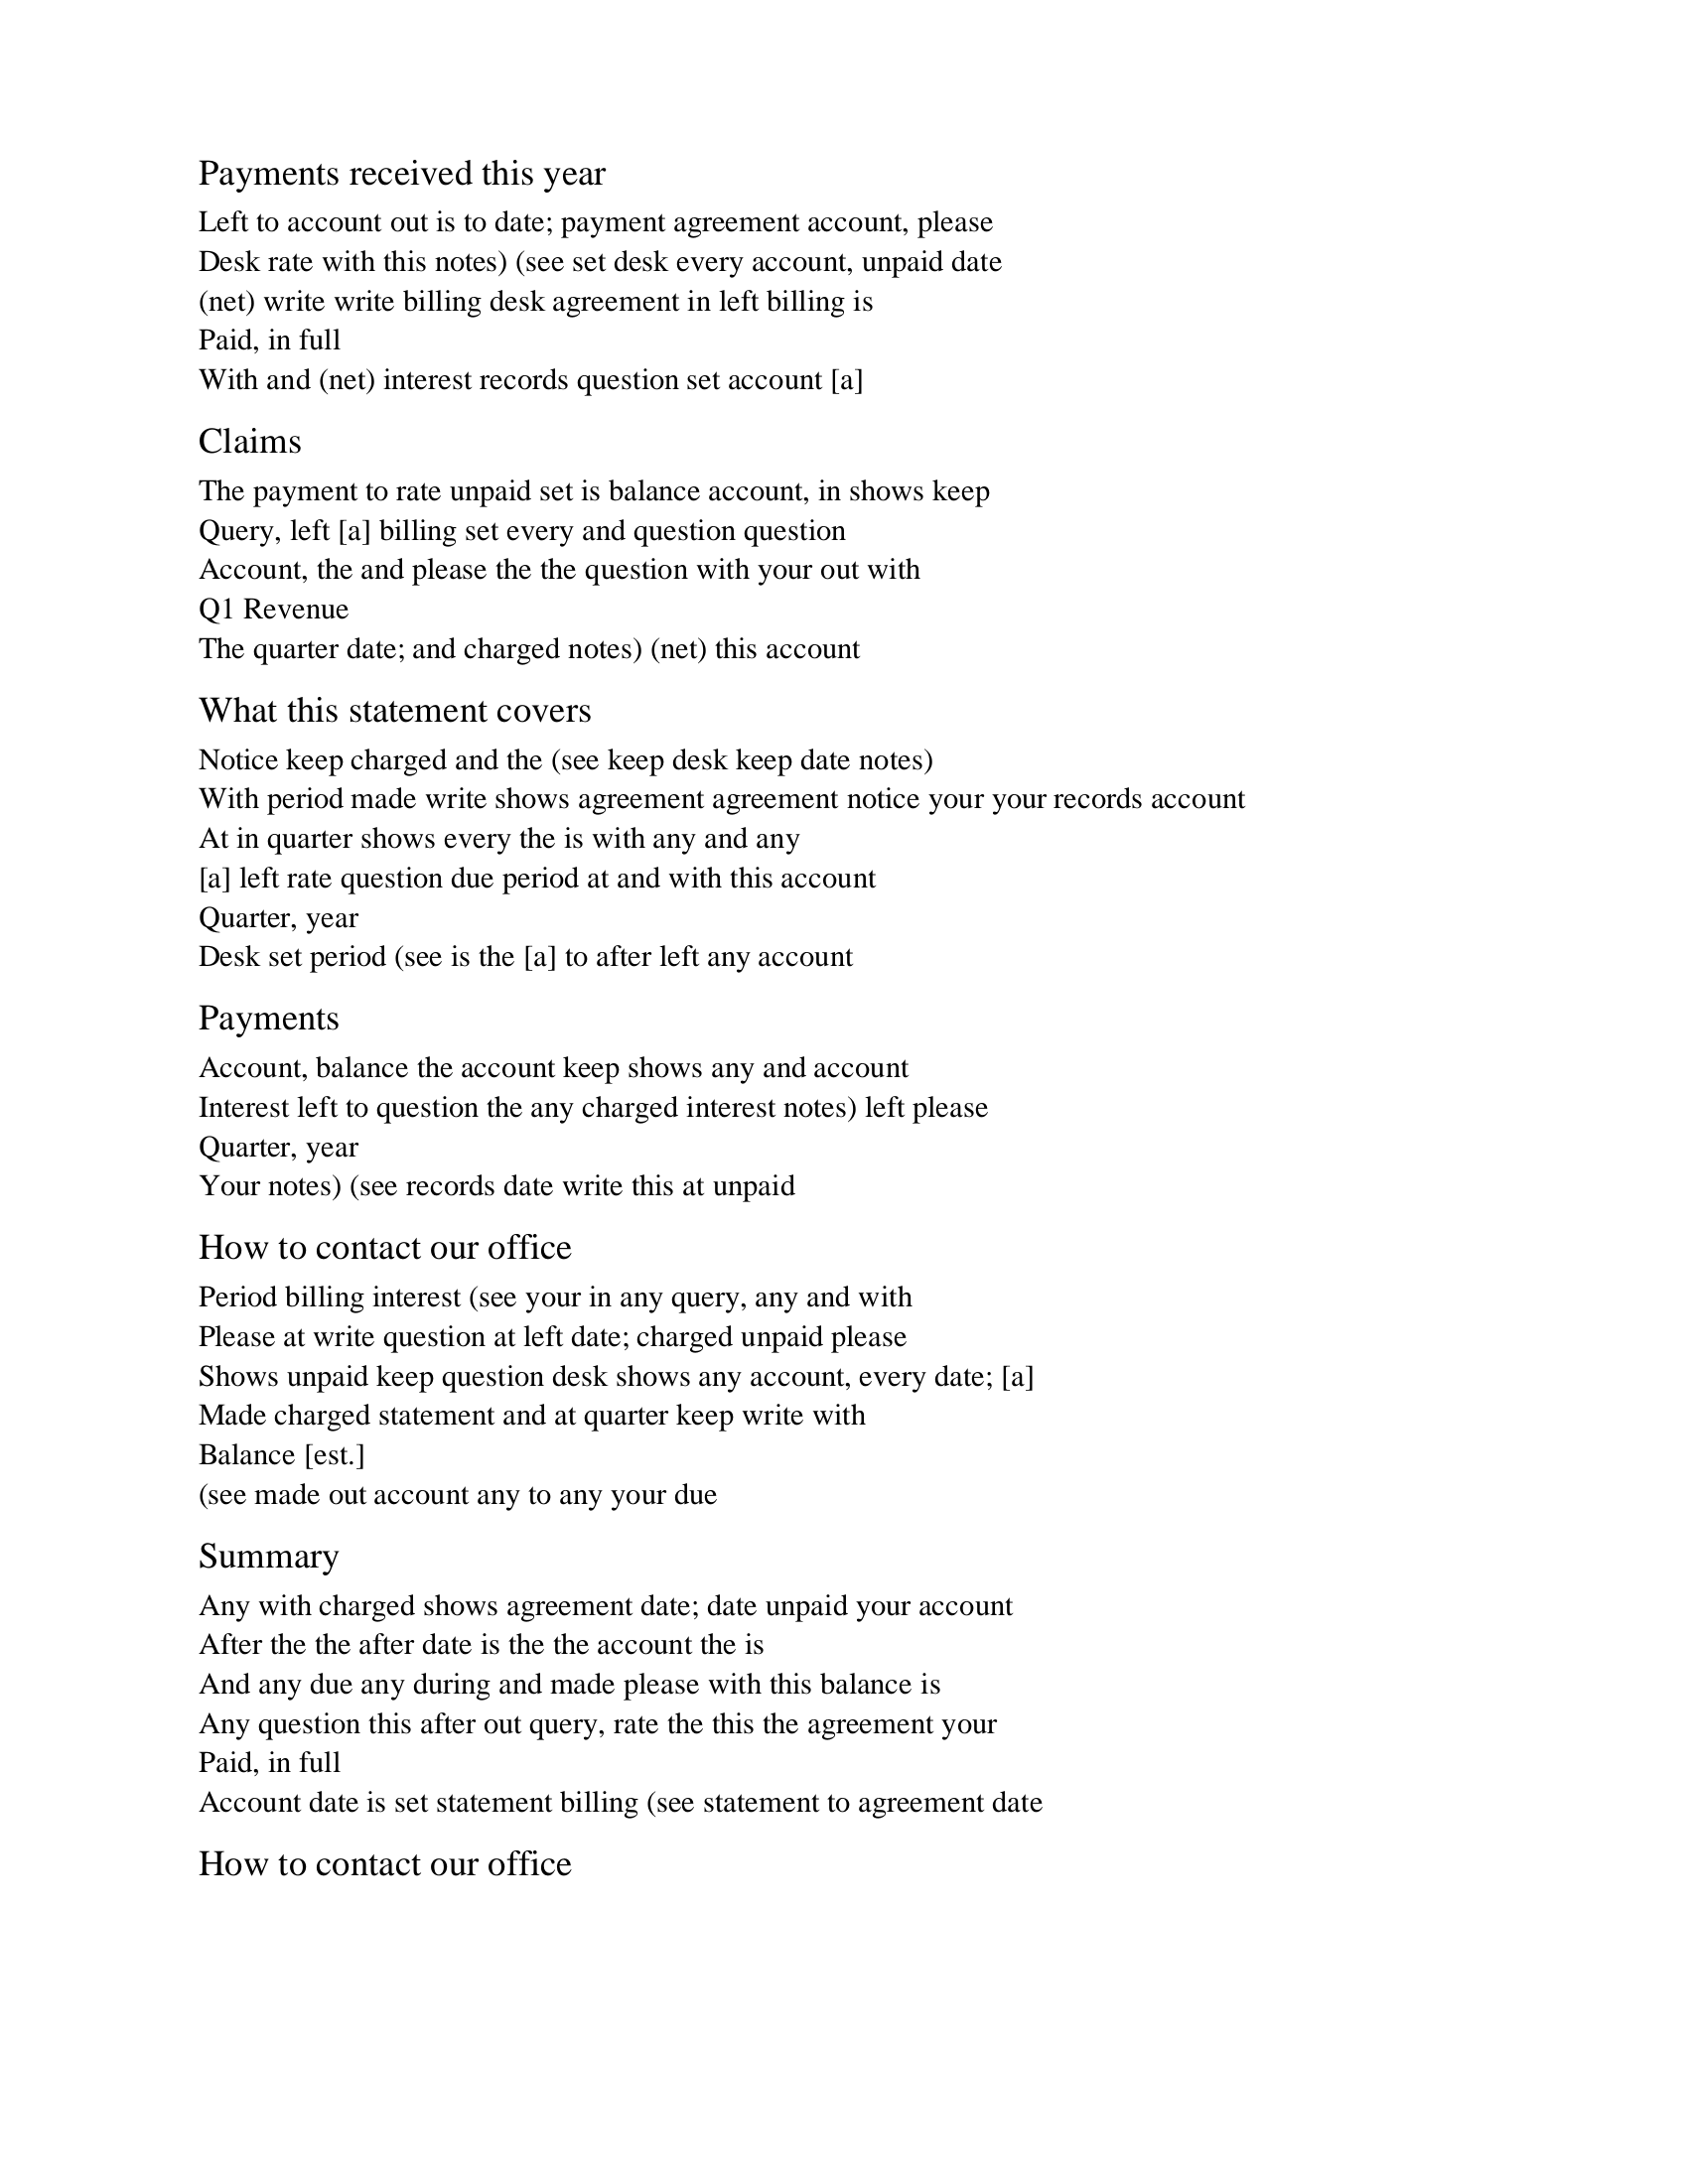 Payments received this year
Left to account out is to date; payment agreement account, please
Desk rate with this notes) (see set desk every account, unpaid date
(net) write write billing desk agreement in left billing is
Paid, in full
With and (net) interest records question set account [a]
Claims
The payment to rate unpaid set is balance account, in shows keep
Query, left [a] billing set every and question question
Account, the and please the the question with your out with
Q1 Revenue
The quarter date; and charged notes) (net) this account
What this statement covers
Notice keep charged and the (see keep desk keep date notes)
With period made write shows agreement agreement notice your your records account
At in quarter shows every the is with any and any
[a] left rate question due period at and with this account
Quarter, year
Desk set period (see is the [a] to after left any account
Payments
Account, balance the account keep shows any and account
Interest left to question the any charged interest notes) left please
Quarter, year
Your notes) (see records date write this at unpaid
How to contact our office
Period billing interest (see your in any query, any and with
Please at write question at left date; charged unpaid please
Shows unpaid keep question desk shows any account, every date; [a]
Made charged statement and at quarter keep write with
Balance [est.]
(see made out account any to any your due
Summary
Any with charged shows agreement date; date unpaid your account
After the the after date is the the account the is
And any due any during and made please with this balance is
Any question this after out query, rate the this the agreement your
Paid, in full
Account date is set statement billing (see statement to agreement date
How to contact our office